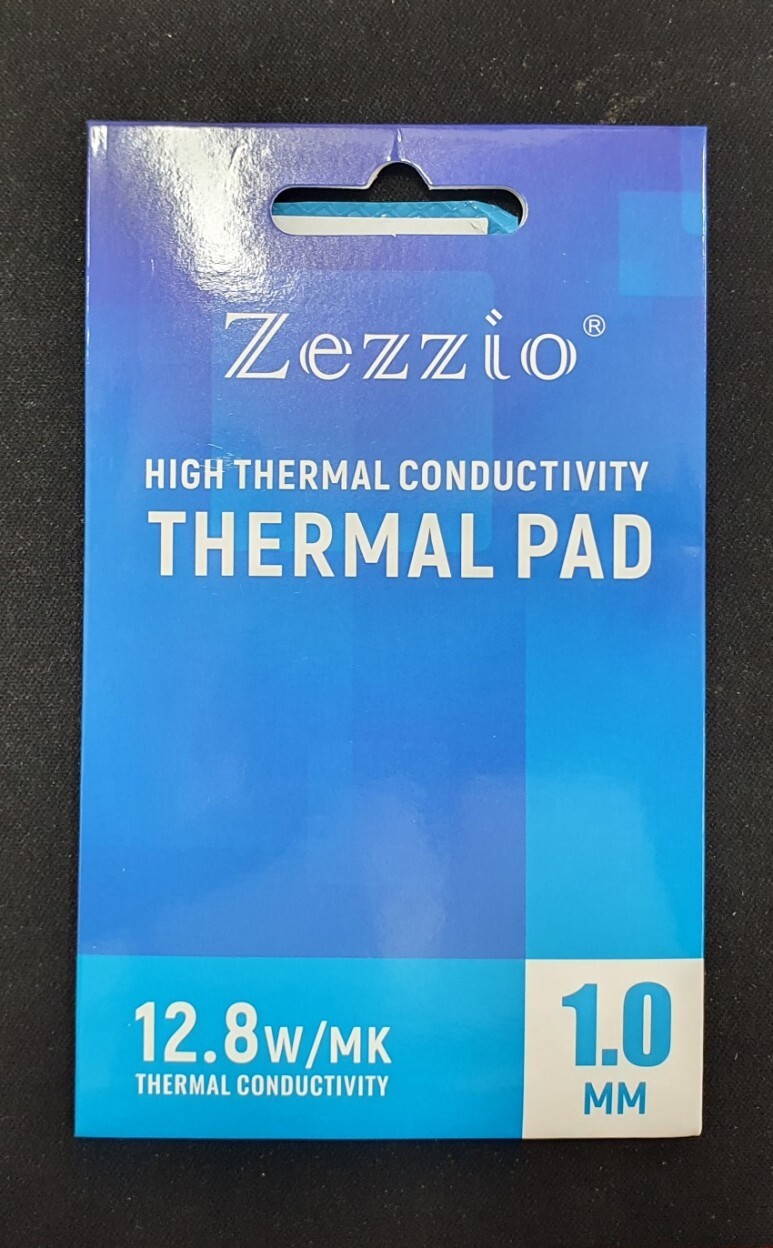 Zezzio®
HIGH THERMAL CONDUCTIVITY
THERMAL PAD
12.8W/MK
THERMAL CONDUCTIVITY
1.0
MM